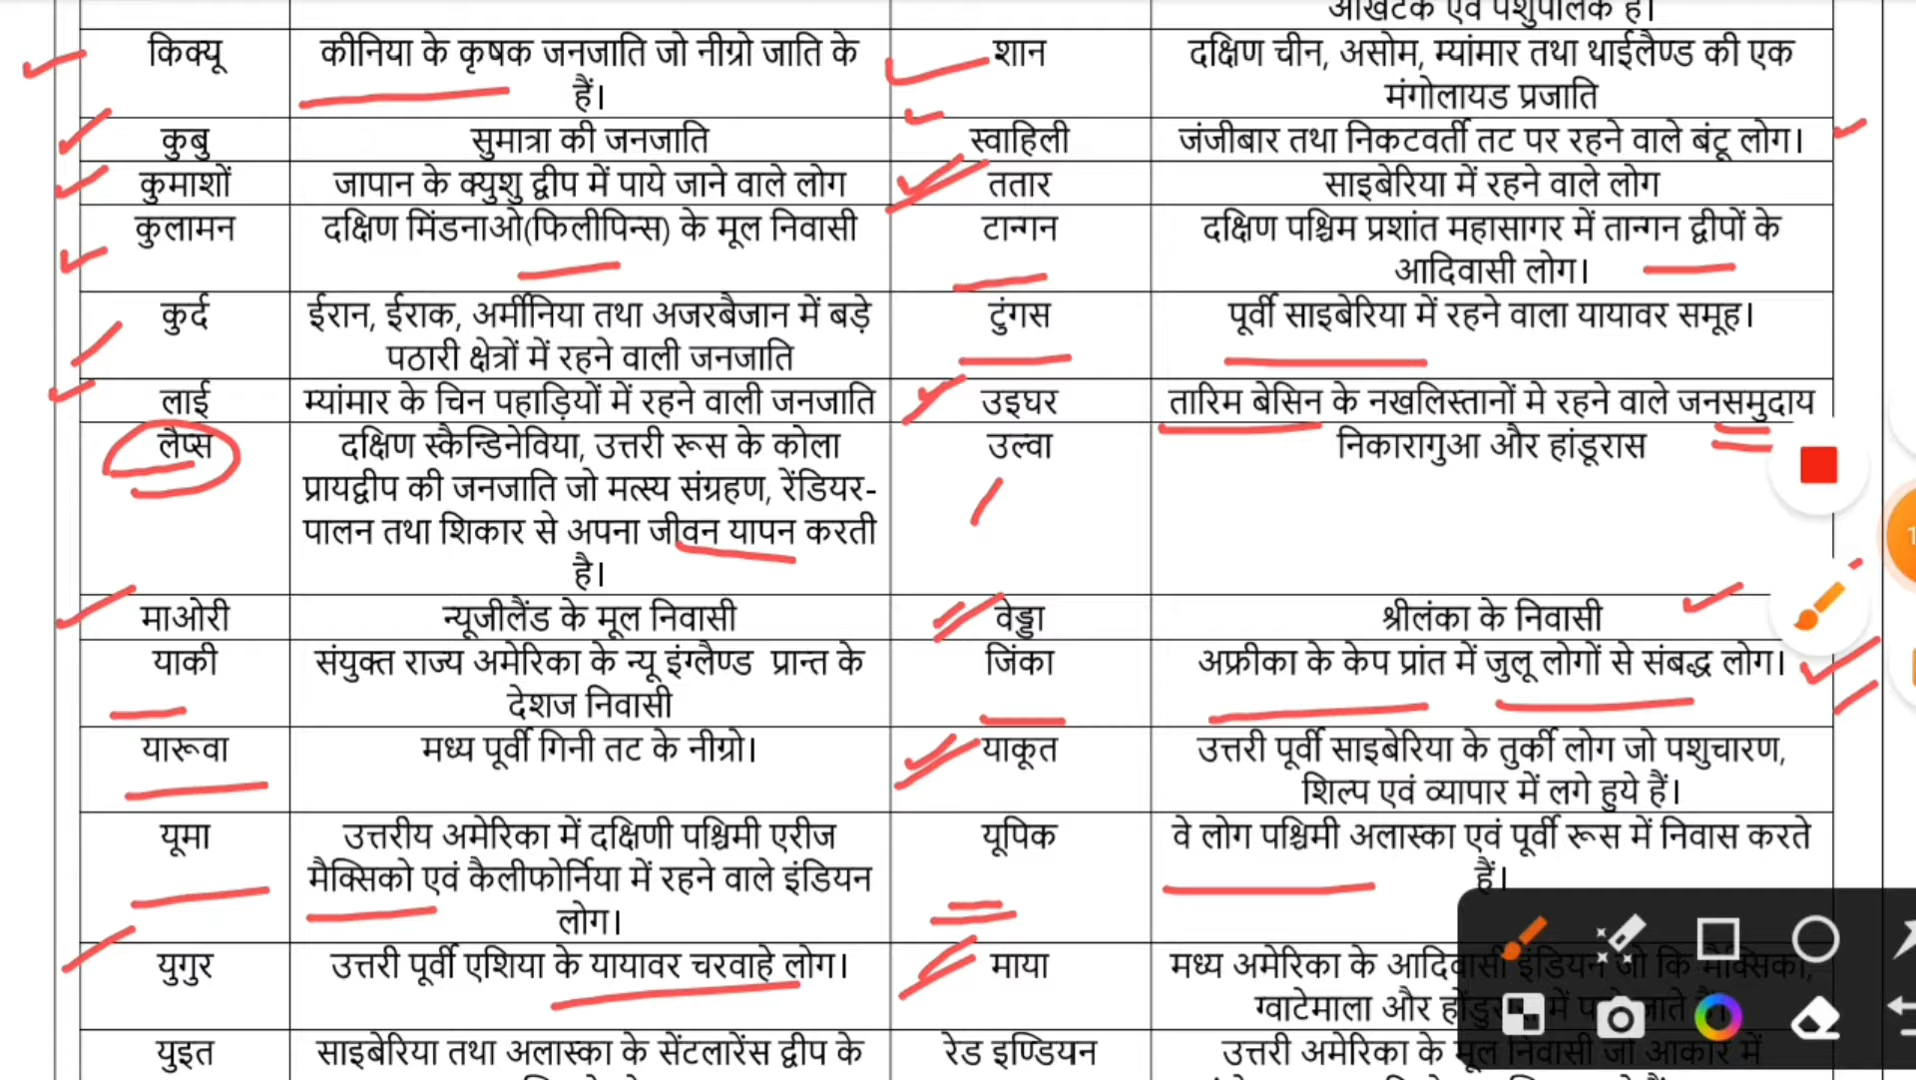 आखेटक एवं पशुपालक हैं।
किक्यू
कीनिया के कृषक जनजाति जो नीग्रो जाति के
हैं।
शान
दक्षिण चीन, असोम, म्यांमार तथा थाईलैण्ड की एक
मंगोलायड प्रजाति
कुबु
सुमात्रा की जनजाति
स्वाहिली
जंजीबार तथा निकटवर्ती तट पर रहने वाले बंटू लोग।
कुमाशों
जापान के क्युशु द्वीप में पाये जाने वाले लोग
ततार
साइबेरिया में रहने वाले लोग
कुलामन
दक्षिण मिंडनाओ(फिलीपिन्स) के मूल निवासी
टान्गन
दक्षिण पश्चिम प्रशांत महासागर में तान्गन द्वीपों के
आदिवासी लोग।
कुर्द
ईरान, ईराक, अर्मीनिया तथा अजरबैजान में बड़े
पठारी क्षेत्रों में रहने वाली जनजाति
टुंगस
पूर्वी साइबेरिया में रहने वाला यायावर समूह।
लाई
म्यांमार के चिन पहाड़ियों में रहने वाली जनजाति
उइघर
तारिम बेसिन के नखलिस्तानों मे रहने वाले जनसमुदाय
लैप्स
दक्षिण स्कैन्डिनेविया, उत्तरी रूस के कोला
प्रायद्वीप की जनजाति जो मत्स्य संग्रहण, रेंडियर-
पालन तथा शिकार से अपना जीवन यापन करती
है।
उल्वा
निकारागुआ और हांडूरास
माओरी
न्यूजीलैंड के मूल निवासी
वेड्डा
श्रीलंका के निवासी
याकी
संयुक्त राज्य अमेरिका के न्यू इंग्लैण्ड प्रान्त के
देशज निवासी
जिंका
अफ्रीका के केप प्रांत में जुलू लोगों से संबद्ध लोग।
यारूवा
मध्य पूर्वी गिनी तट के नीग्रो।
याकूत
उत्तरी पूर्वी साइबेरिया के तुर्की लोग जो पशुचारण,
शिल्प एवं व्यापार में लगे हुये हैं।
यूमा
उत्तरीय अमेरिका में दक्षिणी पश्चिमी एरीज
मैक्सिको एवं कैलीफोर्निया में रहने वाले इंडियन
लोग।
यूपिक
वे लोग पश्चिमी अलास्का एवं पूर्वी रूस में निवास करते
हैं।
युगुर
उत्तरी पूर्वी एशिया के यायावर चरवाहे लोग।
माया
मध्य अमेरिका के आदिवासी इंडियन जो कि मैक्सिको,
ग्वाटेमाला और होंडुरास में पाये जाते हैं।
युइत
साइबेरिया तथा अलास्का के सेंटलारेंस द्वीप के
रेड इण्डियन
उत्तरी अमेरिका के मूल निवासी जो आकार में